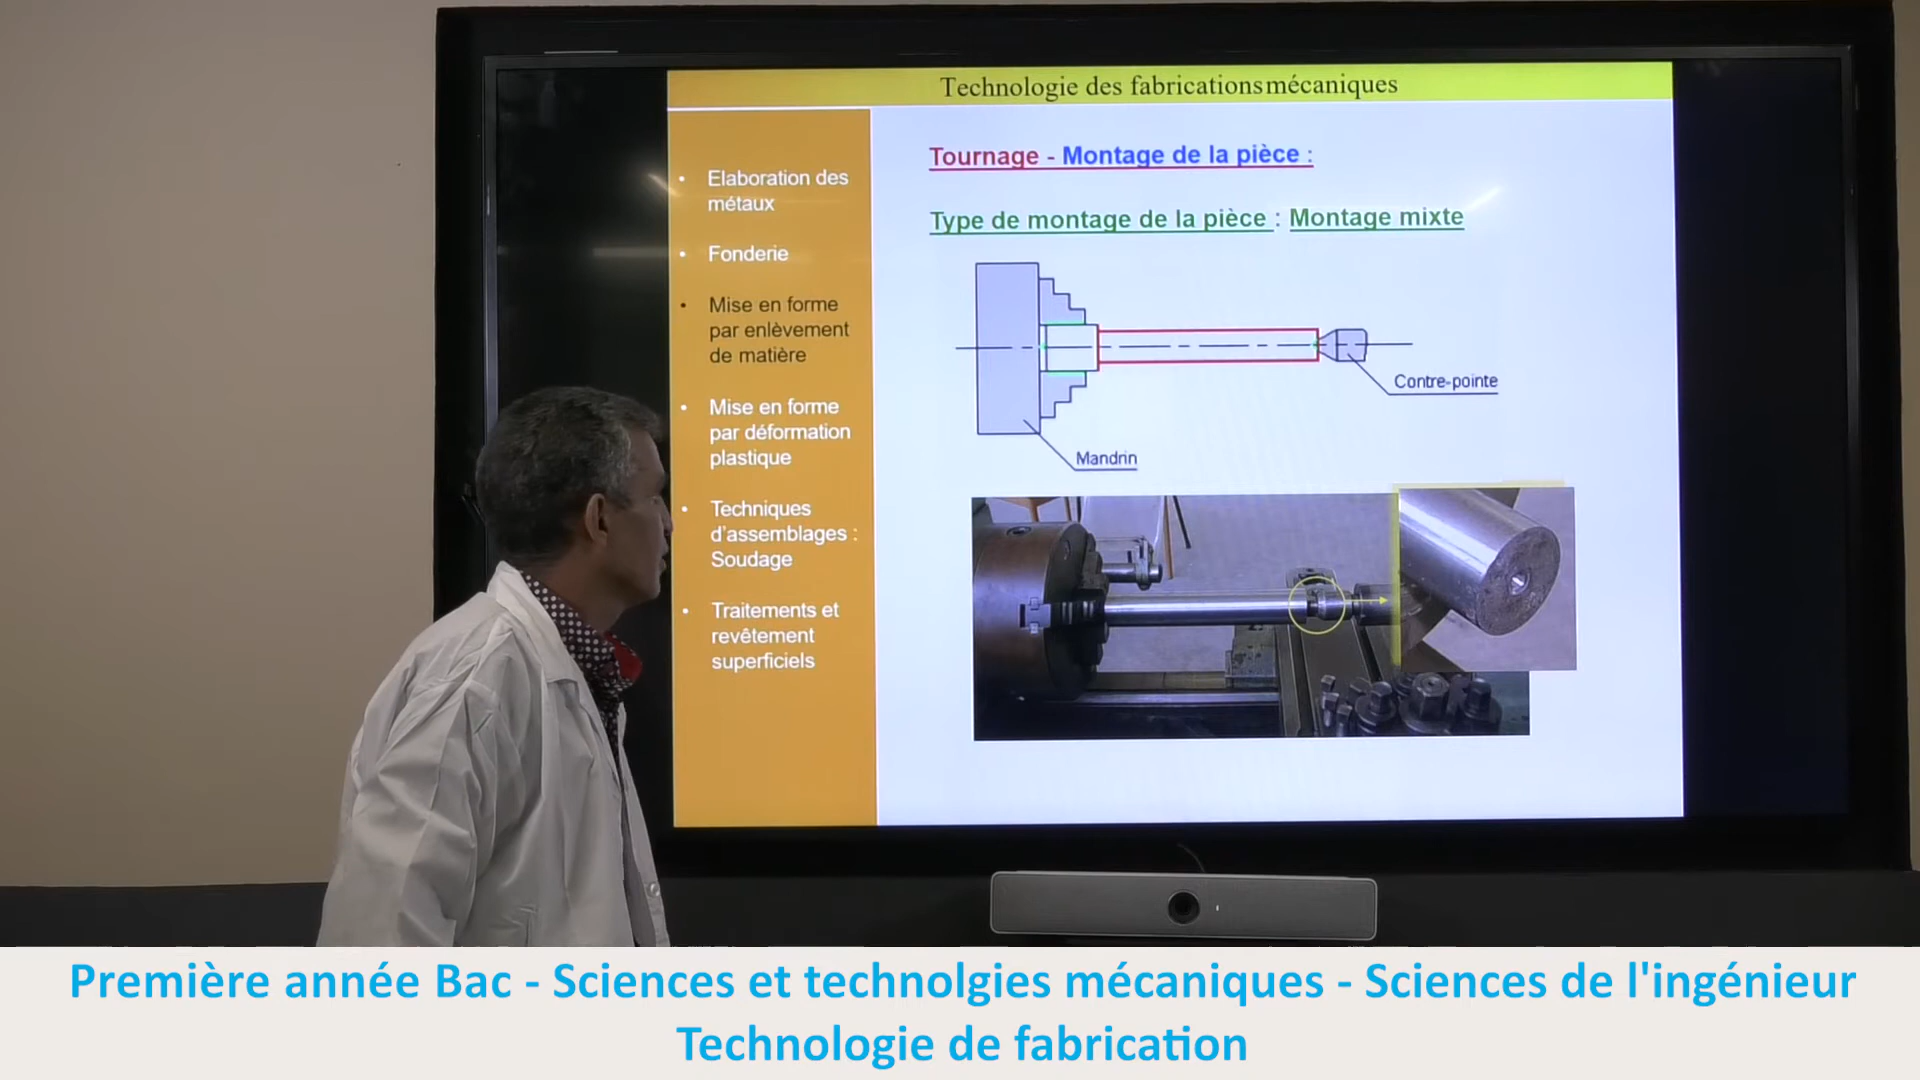 Technologie des fabrications mécaniques
• Elaboration des
métaux
• Fonderie
• Mise en forme
par enlèvement
de matière
• Mise en forme
par déformation
plastique
• Techniques
d'assemblages :
Soudage
• Traitements et
revêtement
superficiels
Tournage - Montage de la pièce :
Type de montage de la pièce : Montage mixte
Contre-pointe
Mandrin
Première année Bac - Sciences et technolgies mécaniques - Sciences de l'ingénieur
Technologie de fabrication